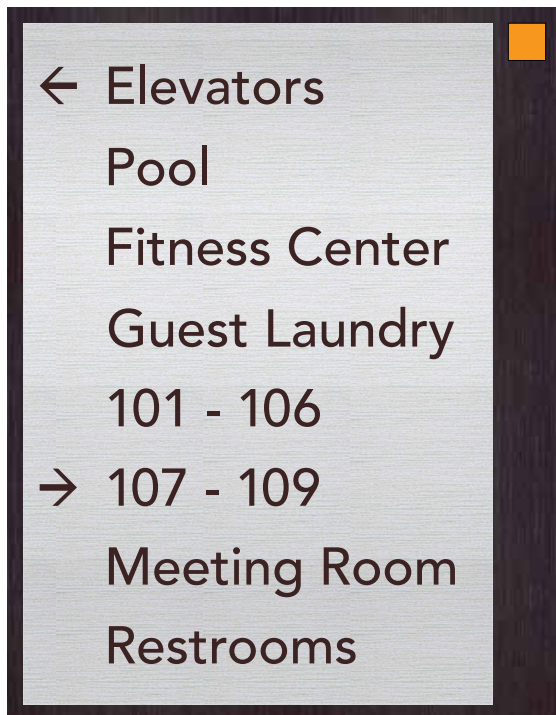 ← Elevators
Pool
Fitness Center
Guest Laundry
101 - 106
→ 107 - 109
Meeting Room
Restrooms